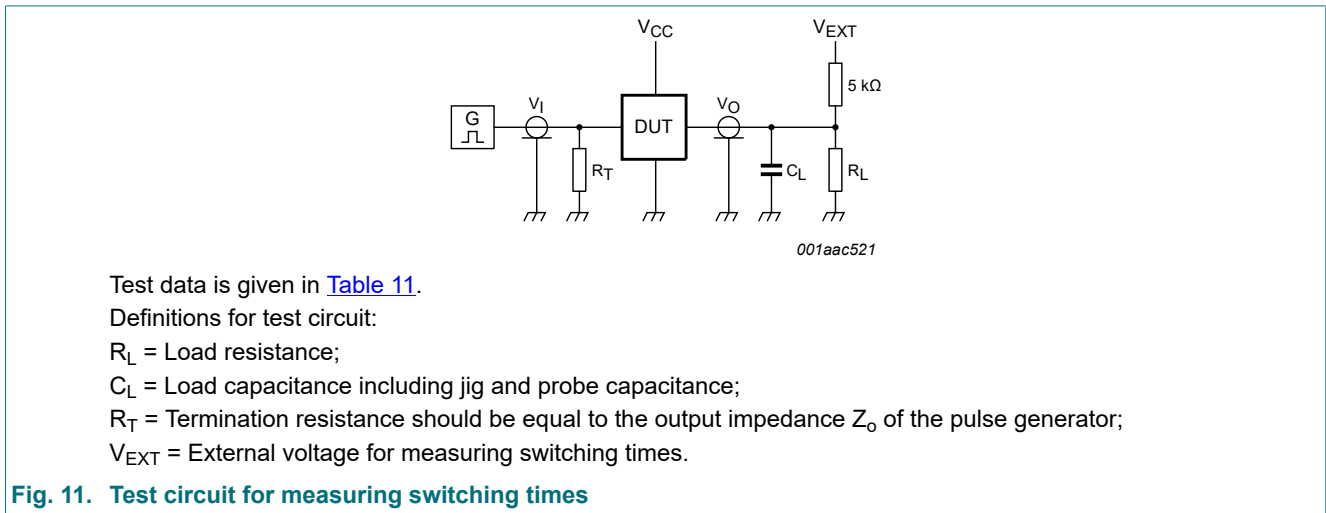 VCC
VEXT
5 kΩ
G
VI
DUT
VO
RT
CL
RL
001aac521
Test data is given in Table 11.
Definitions for test circuit:
RL = Load resistance;
CL = Load capacitance including jig and probe capacitance;
RT = Termination resistance should be equal to the output impedance Zo of the pulse generator;
VEXT = External voltage for measuring switching times.
Fig. 11. Test circuit for measuring switching times